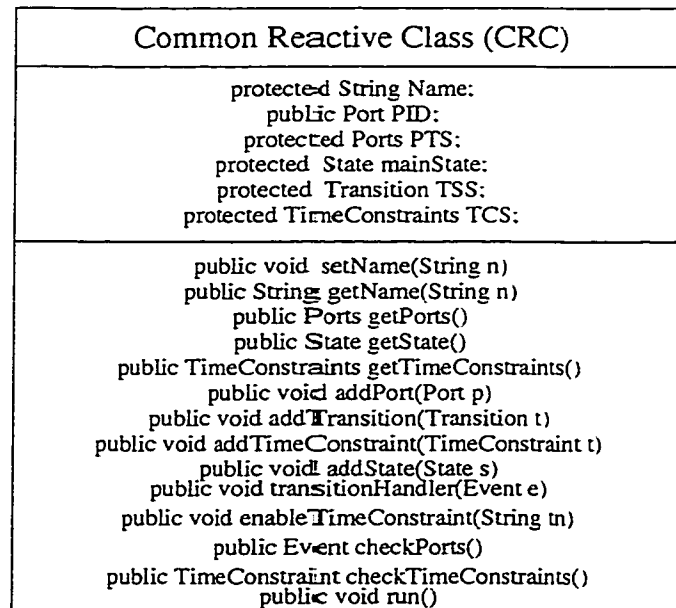 Common Reactive Class (CRC)
protected String Name;
public Port PID;
protected Ports PTS;
protected State mainState;
protected Transition TSS;
protected TimeConstraints TCS;
public void setName(String n)
public String getName(String n)
public Ports getPorts()
public State getState()
public TimeConstraints getTimeConstraints()
public void addPort(Port p)
public void addTransition(Transition t)
public void addTimeConstraint(TimeConstraint t)
public void addState(State s)
public void transitionHandler(Event e)
public void enableTimeConstraint(String tn)
public Event checkPorts()
public TimeConstraint checkTimeConstraints()
public void run()